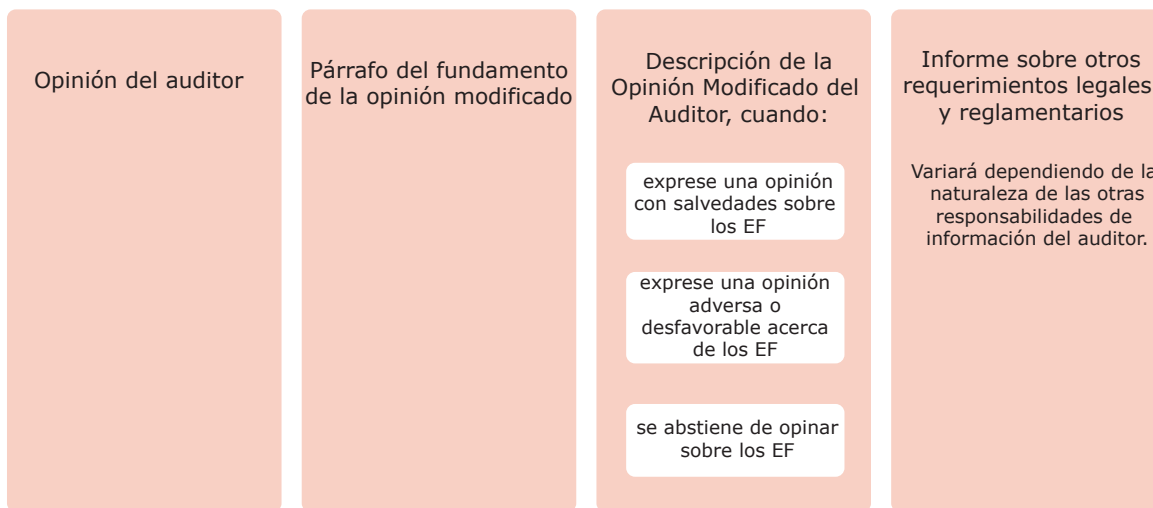 Opinión del auditor
Párrafo del fundamento
de la opinión modificado
Descripción de la
Opinión Modificado del
Auditor, cuando:
exprese una opinión
con salvedades sobre
los EF
exprese una opinión
adversa o
desfavorable acerca
de los EF
se abstiene de opinar
sobre los EF
Informe sobre otros
requerimientos legales
y reglamentarios
Variará dependiendo de la
naturaleza de las otras
responsabilidades de
información del auditor.